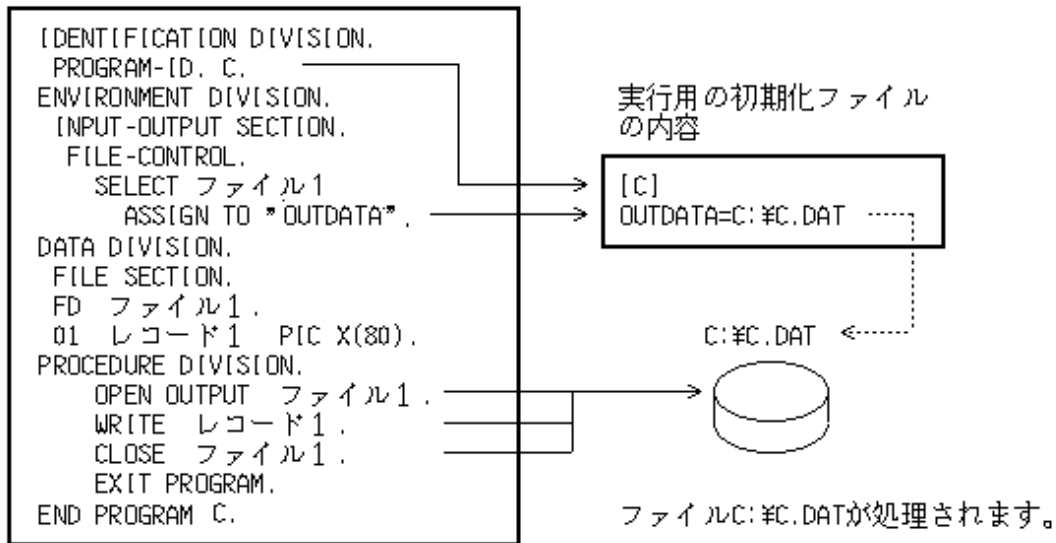 IDENTIFICATION DIVISION.
PROGRAM-ID. C.
ENVIRONMENT DIVISION.
INPUT-OUTPUT SECTION.
FILE-CONTROL.
SELECT ファイル1
ASSIGN TO "OUTDATA".
DATA DIVISION.
FILE SECTION.
FD ファイル1.
01 レコード1 PIC X(80).
PROCEDURE DIVISION.
OPEN OUTPUT ファイル1.
WRITE レコード1.
CLOSE ファイル1.
EXIT PROGRAM.
END PROGRAM C.
実行用の初期化ファイル
の内容
[C]
OUTDATA=C:¥C.DAT
C:¥C.DAT
ファイルC:¥C.DATが処理されます。